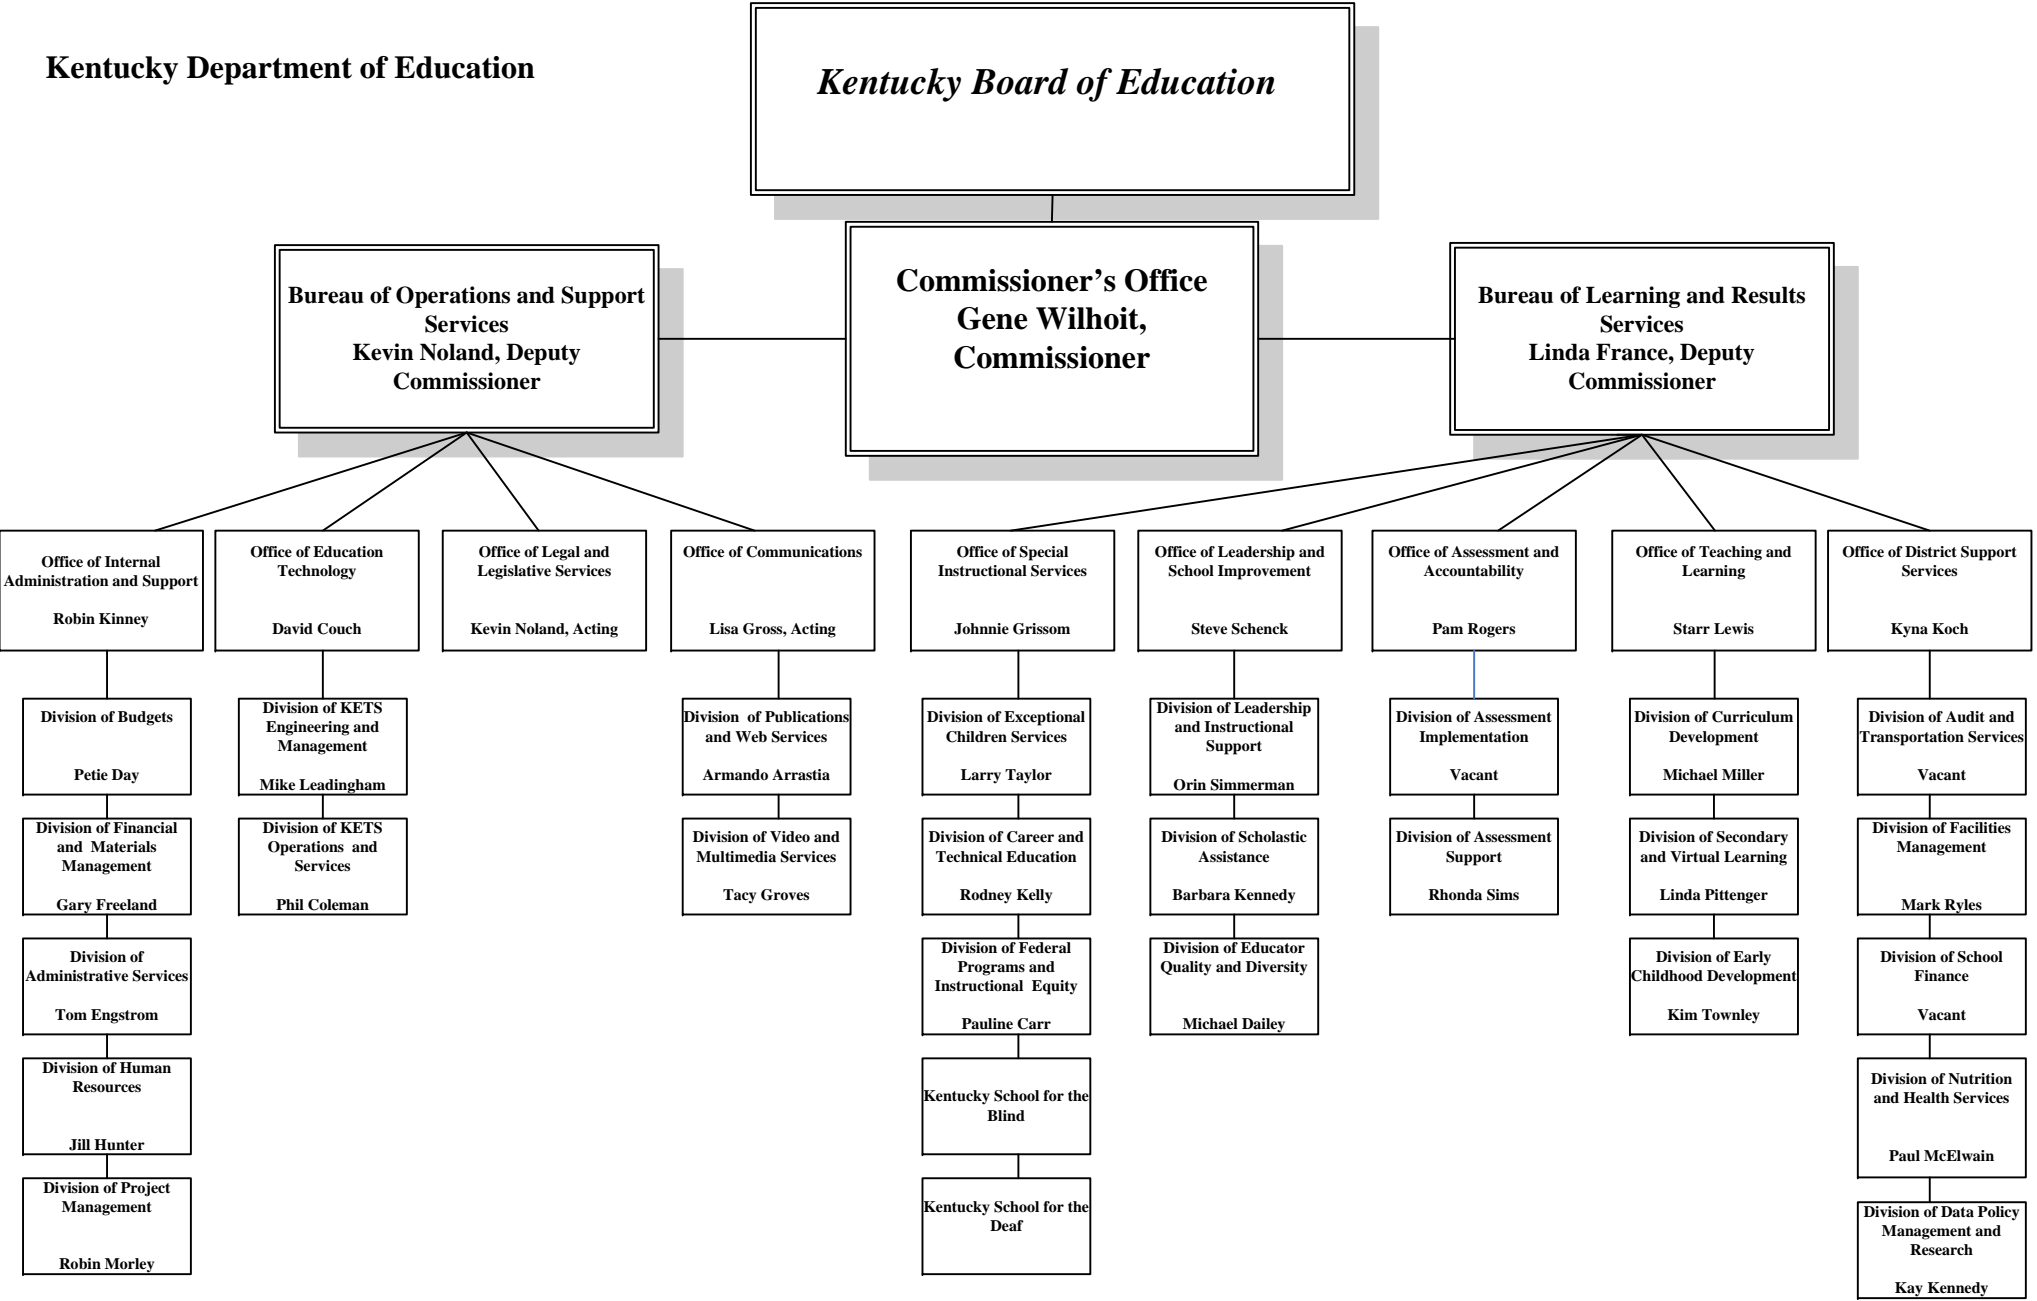 Kentucky Department of Education
Kentucky Board of Education
Commissioner’s Office
Gene Wilhoit,
Commissioner
Bureau of Operations and Support
Services
Kevin Noland, Deputy
Commissioner
Bureau of Learning and Results
Services
Linda France, Deputy
Commissioner
Office of Internal
Administration and Support
Robin Kinney
Division of Budgets
Petie Day
Division of Financial
and Materials
Management
Gary Freeland
Division of
Administrative Services
Tom Engstrom
Division of Human
Resources
Jill Hunter
Division of Project
Management
Robin Morley
Office of Education
Technology
David Couch
Division of KETS
Engineering and
Management
Mike Leadingham
Division of KETS
Operations and
Services
Phil Coleman
Office of Legal and
Legislative Services
Kevin Noland, Acting
Office of Communications
Lisa Gross, Acting
Division of Publications
and Web Services
Armando Arrastia
Division of Video and
Multimedia Services
Tacy Groves
Office of Special
Instructional Services
Johnnie Grissom
Division of Exceptional
Children Services
Larry Taylor
Division of Career and
Technical Education
Rodney Kelly
Division of Federal
Programs and
Instructional Equity
Pauline Carr
Kentucky School for the
Blind
Kentucky School for the
Deaf
Office of Leadership and
School Improvement
Steve Schenck
Division of Leadership
and Instructional
Support
Orin Simmerman
Division of Scholastic
Assistance
Barbara Kennedy
Division of Educator
Quality and Diversity
Michael Dailey
Office of Assessment and
Accountability
Pam Rogers
Division of Assessment
Implementation
Vacant
Division of Assessment
Support
Rhonda Sims
Office of Teaching and
Learning
Starr Lewis
Division of Curriculum
Development
Michael Miller
Division of Secondary
and Virtual Learning
Linda Pittenger
Division of Early
Childhood Development
Kim Townley
Office of District Support
Services
Kyna Koch
Division of Audit and
Transportation Services
Vacant
Division of Facilities
Management
Mark Ryles
Division of School
Finance
Vacant
Division of Nutrition
and Health Services
Paul McElwain
Division of Data Policy
Management and
Research
Kay Kennedy